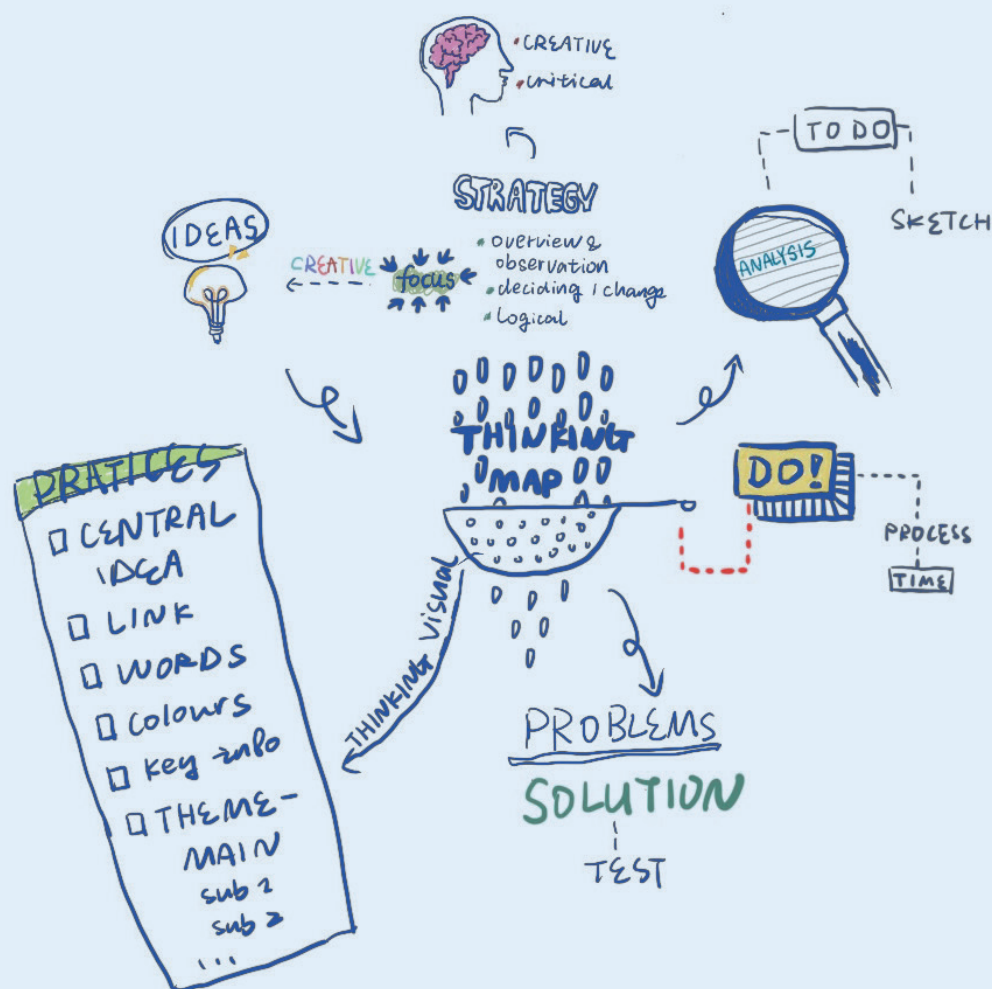 • CREATIVE
• critical
STRATEGY
• overview &
observation
• deciding / change
• Logical
focus
CREATIVE
IDEAS
TO DO
SKETCH
ANALYSIS
THINKING
MAP
DO!
PROCESS
TIME
THINKING VISUAL
PRATICES
CENTRAL
IDEA
LINK
WORDS
Colours
Key-info
THEME-
MAIN
sub 1
sub 2
...
PROBLEMS
SOLUTION
TEST